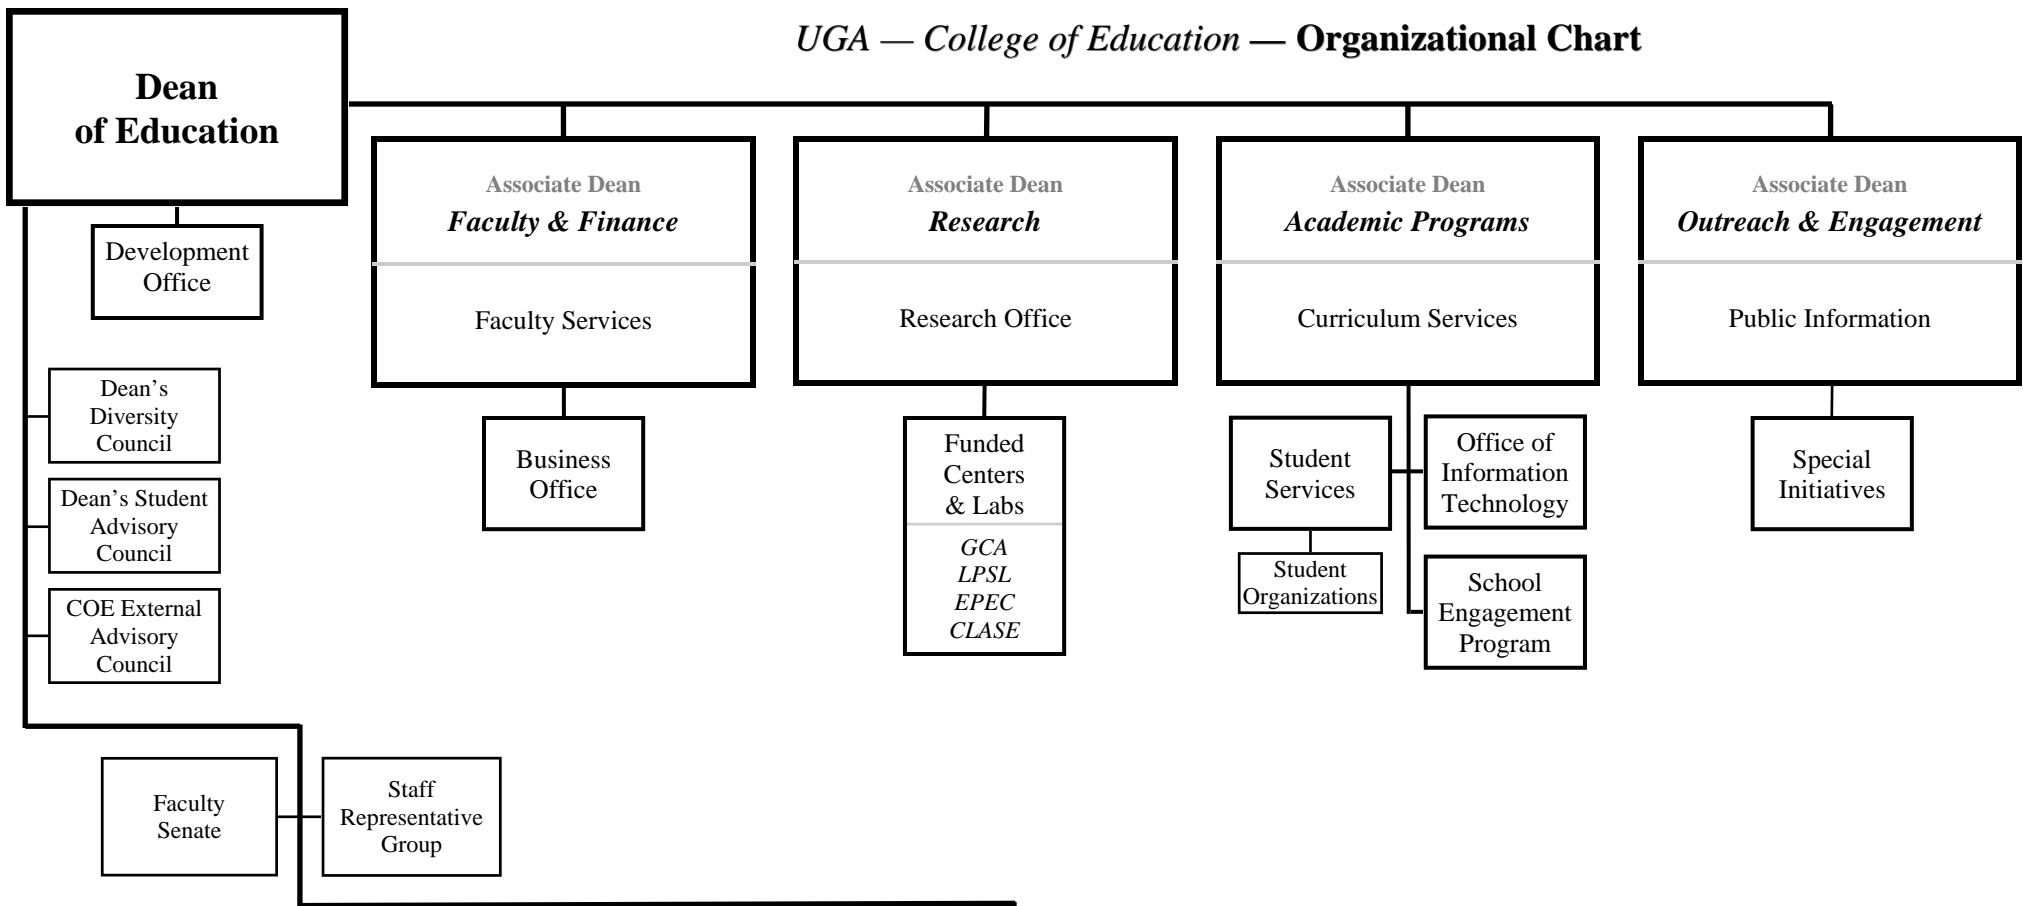 UGA — College of Education — Organizational Chart
Dean
of Education
Development
Office
Dean’s
Diversity
Council
Dean’s Student
Advisory
Council
COE External
Advisory
Council
Faculty
Senate
Staff
Representative
Group
Associate Dean
Faculty & Finance
Faculty Services
Business
Office
Associate Dean
Research
Research Office
Funded
Centers
& Labs
GCA
LPSL
EPEC
CLASE
Associate Dean
Academic Programs
Curriculum Services
Student
Services
Student
Organizations
Office of
Information
Technology
School
Engagement
Program
Associate Dean
Outreach & Engagement
Public Information
Special
Initiatives